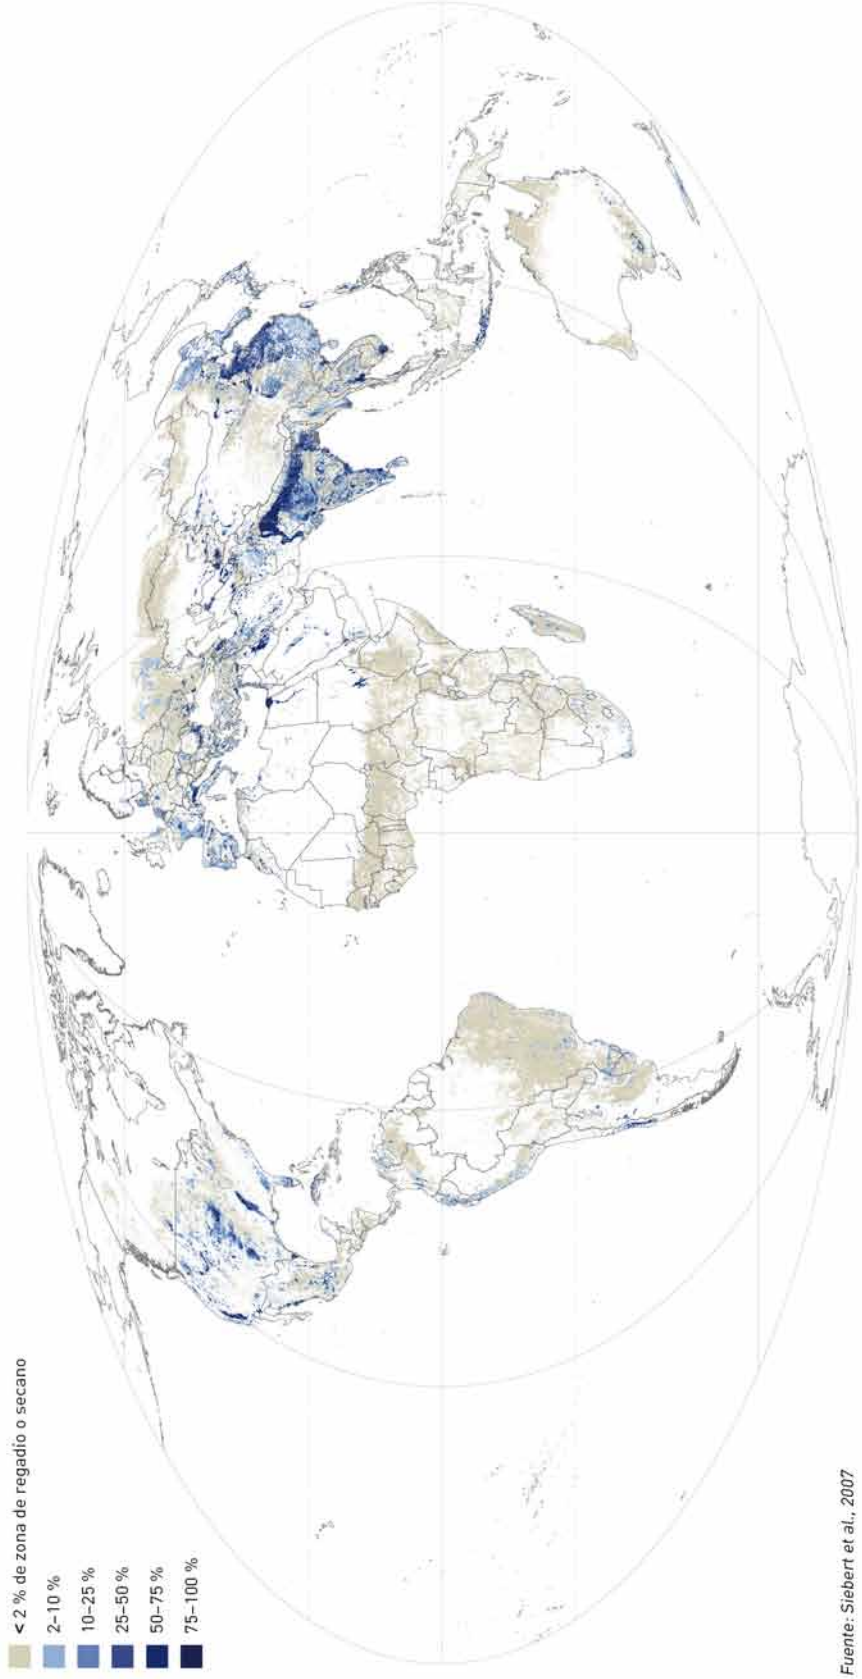 < 2 % de zona de regadío o secano
2–10 %
10–25 %
25–50 %
50–75 %
75–100 %
Fuente: Siebert et al., 2007